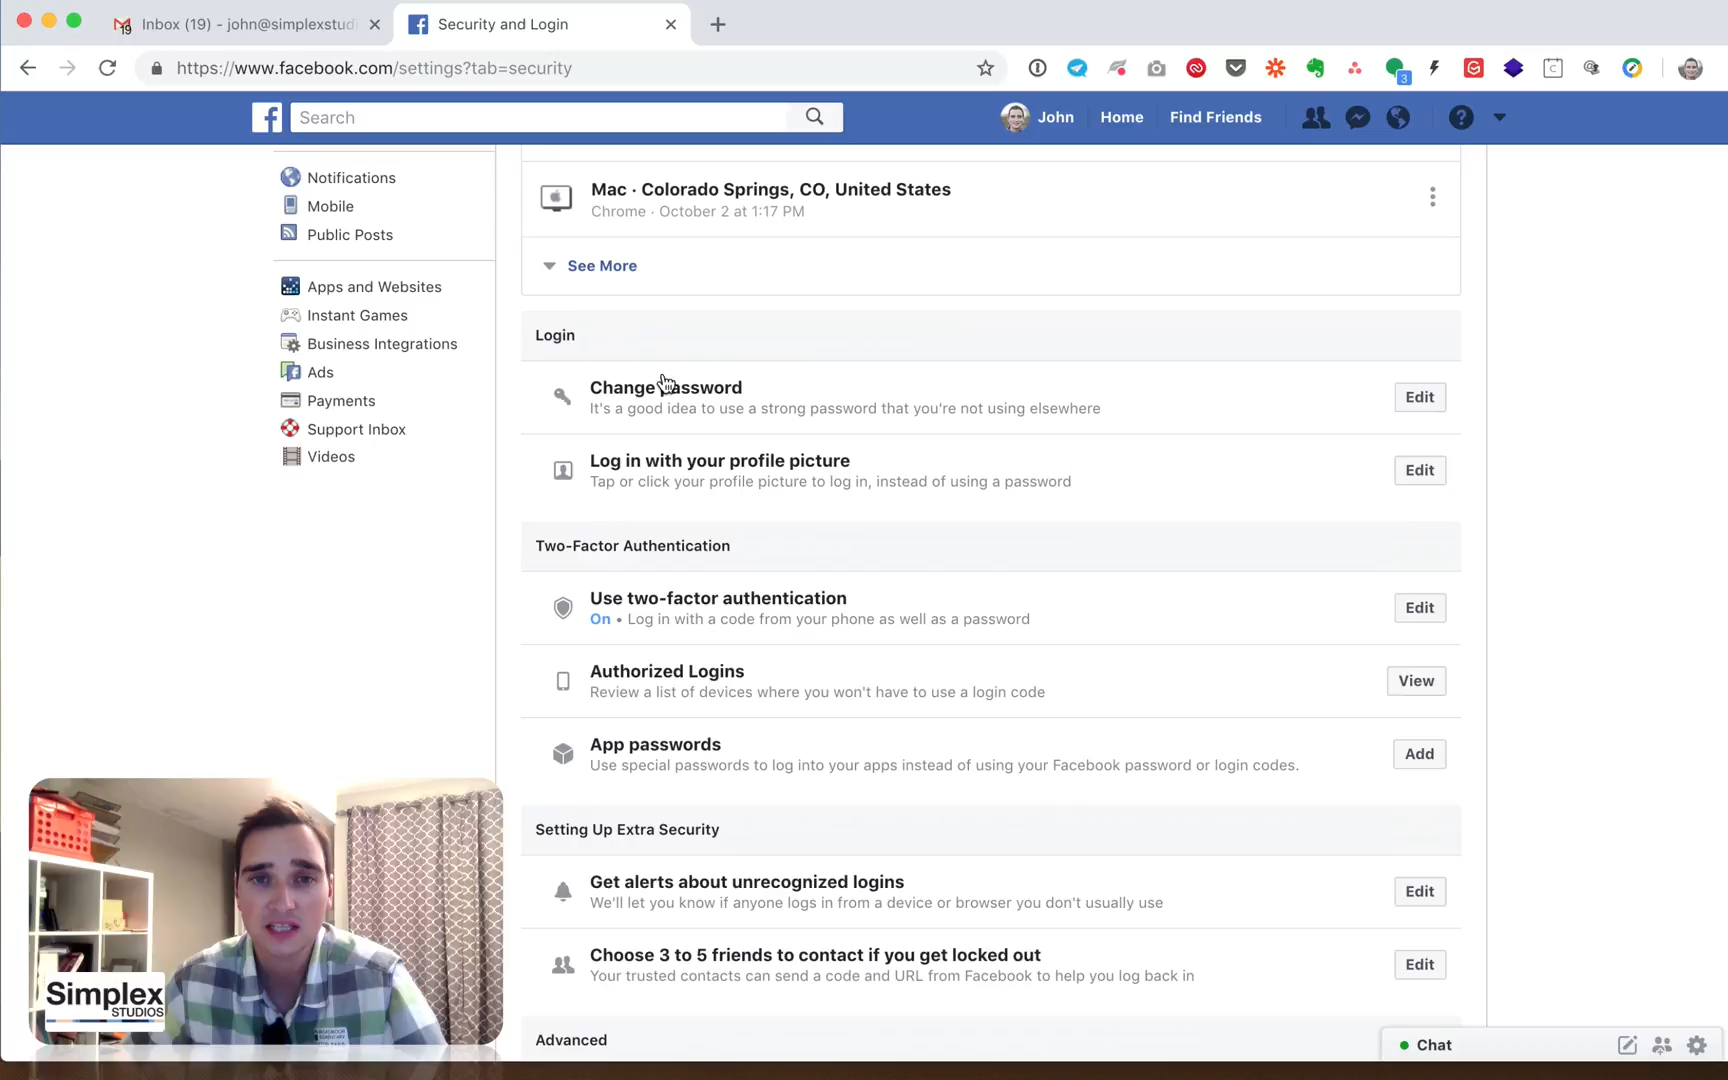 Inbox (19) - john@simplexstudi
Security and Login
https://www.facebook.com/settings?tab=security
3
19
Search
John
Home
Find Friends
Notifications
Mobile
Public Posts
Apps and Websites
Instant Games
Business Integrations
Ads
Payments
Support Inbox
Videos
Mac · Colorado Springs, CO, United States
Chrome · October 2 at 1:17 PM
See More
Login
Change Password
It's a good idea to use a strong password that you're not using elsewhere
Edit
Log in with your profile picture
Tap or click your profile picture to log in, instead of using a password
Edit
Two-Factor Authentication
Use two-factor authentication
On • Log in with a code from your phone as well as a password
Edit
Authorized Logins
Review a list of devices where you won't have to use a login code
View
App passwords
Use special passwords to log into your apps instead of using your Facebook password or login codes.
Add
Setting Up Extra Security
Get alerts about unrecognized logins
We'll let you know if anyone logs in from a device or browser you don't usually use
Edit
Choose 3 to 5 friends to contact if you get locked out
Your trusted contacts can send a code and URL from Facebook to help you log back in
Edit
Advanced
Simplex
STUDIOS
Chat